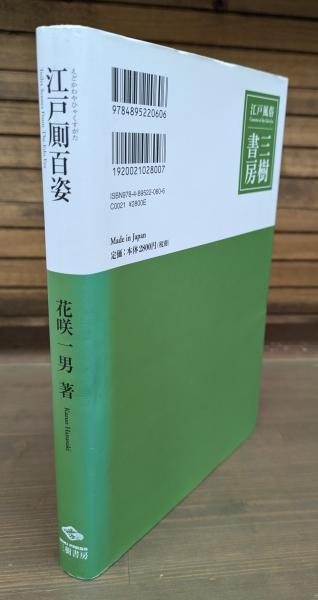 えどかわやひゃくすがた
江戸厠百姿
花咲一男 著
Kazuo Hanasaki
MIKI PRESS
三樹書房
9784895220606
1920021028007
ISBN978-4-89522-060-6
C0021 ¥2800E
Made in Japan
定価:本体2800円(税別)
江戸風俗
三樹
書房